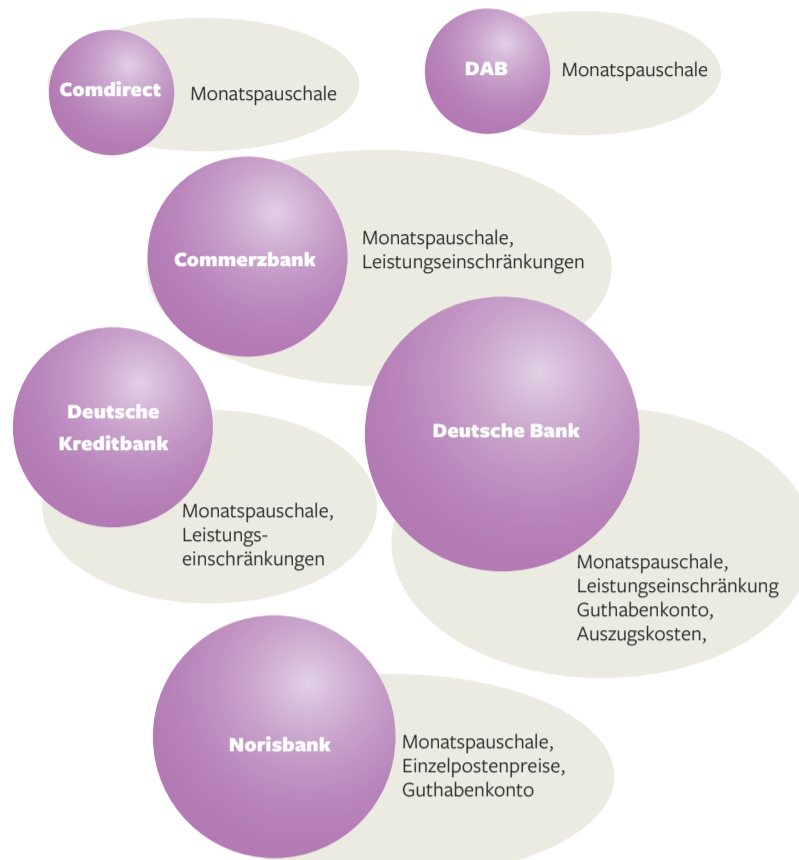 Comdirect
Monatspauschale
DAB
Monatspauschale
Commerzbank
Monatspauschale,
Leistungseinschränkungen
Deutsche
Kreditbank
Monatspauschale,
Leistungs-
einschränkungen
Deutsche Bank
Monatspauschale,
Leistungseinschränkung
Guthabenkonto,
Auszugskosten,
Norisbank
Monatspauschale,
Einzelpostenpreise,
Guthabenkonto